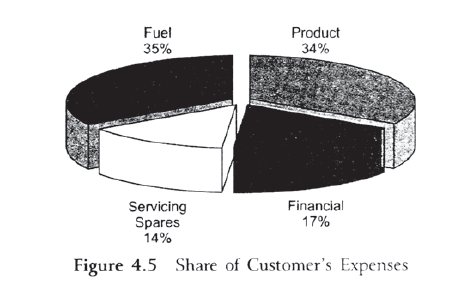 Fuel
35%
Product
34%
Servicing
Spares
14%
Financial
17%
Figure 4.5 Share of Customer's Expenses